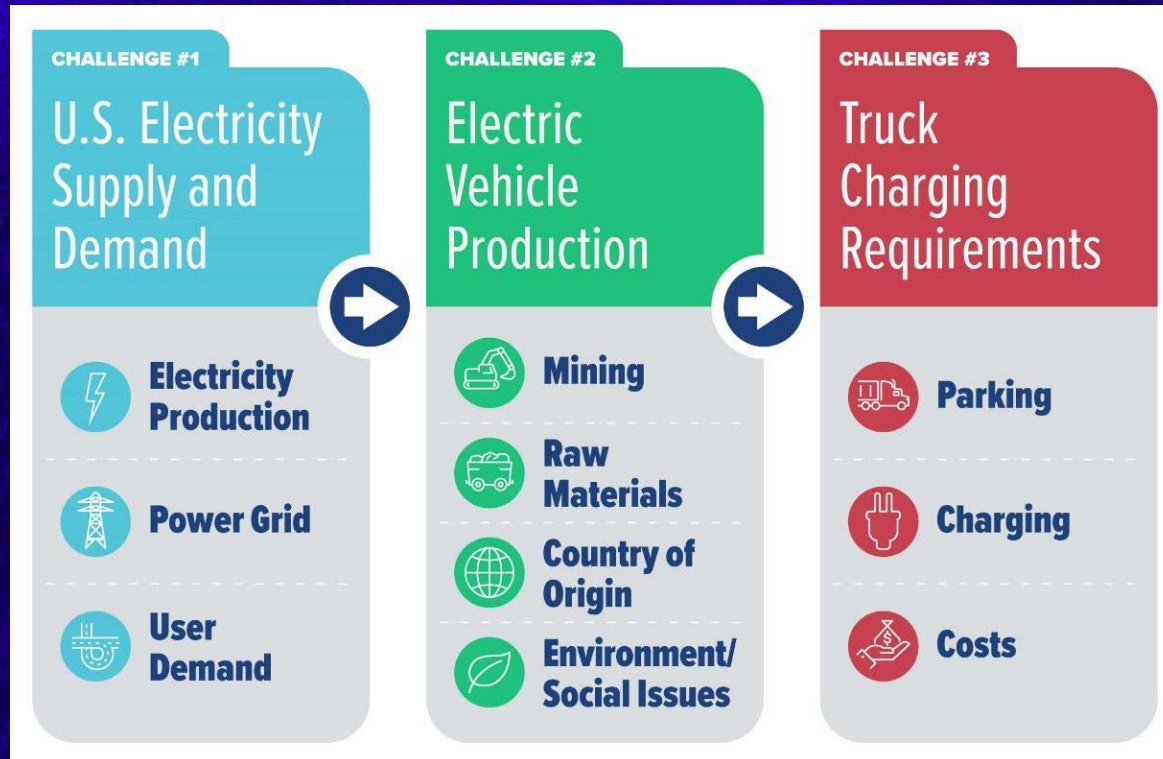 CHALLENGE #1
U.S. Electricity
Supply and
Demand
Electricity
Production
Power Grid
User
Demand
CHALLENGE #2
Electric
Vehicle
Production
Mining
Raw
Materials
Country of
Origin
Environment/
Social Issues
CHALLENGE #3
Truck
Charging
Requirements
Parking
Charging
$
Costs